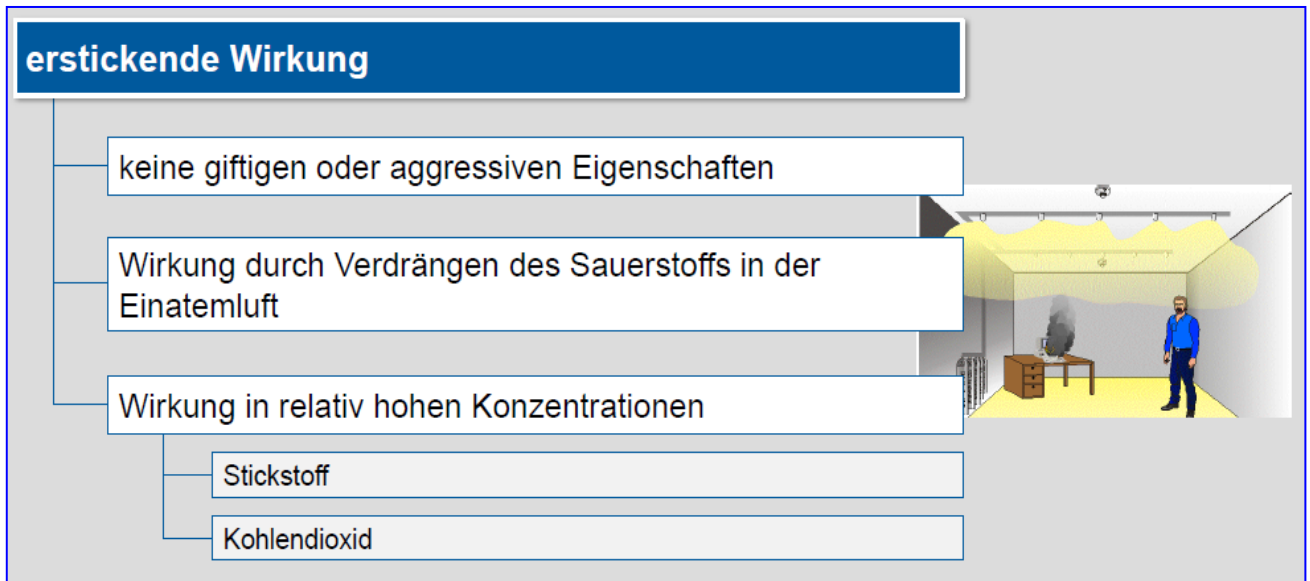 erstickende Wirkung
keine giftigen oder aggressiven Eigenschaften
Wirkung durch Verdrängen des Sauerstoffs in der
Einatemluft
Wirkung in relativ hohen Konzentrationen
Stickstoff
Kohlendioxid